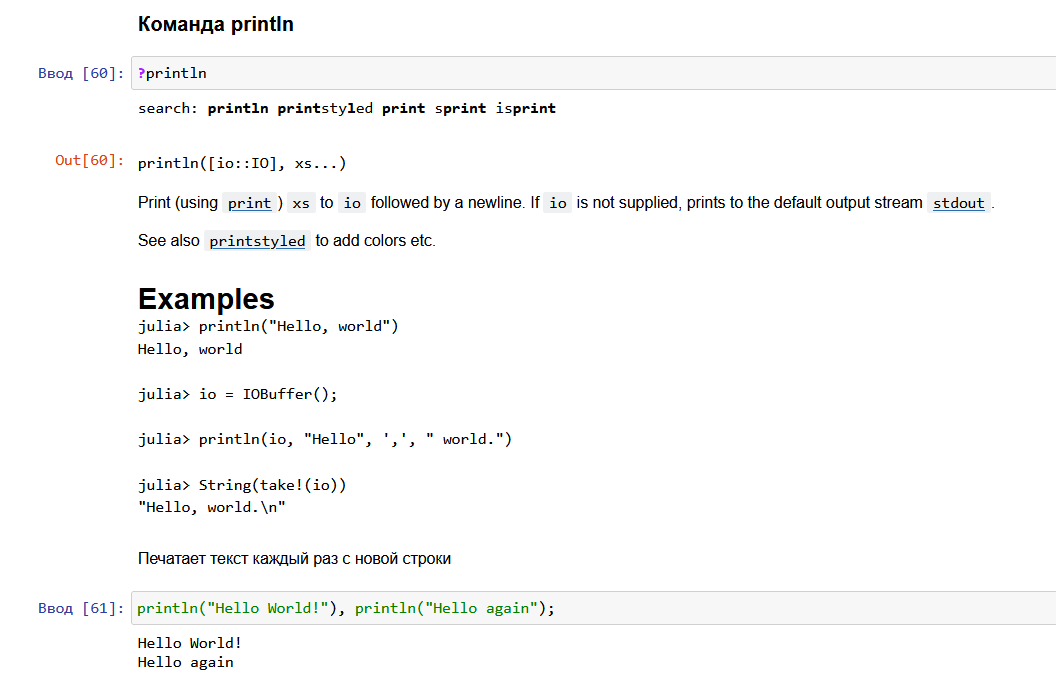 Команда println
Ввод [60]: ?println
search: println printstyled print sprint isprint
Out[60]: println([io::IO], xs...)
Print (using print ) xs to io followed by a newline. If io is not supplied, prints to the default output stream stdout .
See also printstyled to add colors etc.
Examples
julia> println("Hello, world")
Hello, world
julia> io = IOBuffer();
julia> println(io, "Hello", ',', " world.")
julia> String(take!(io))
"Hello, world.\n"
Печатает текст каждый раз с новой строки
Ввод [61]: println("Hello World!"), println("Hello again");
Hello World!
Hello again